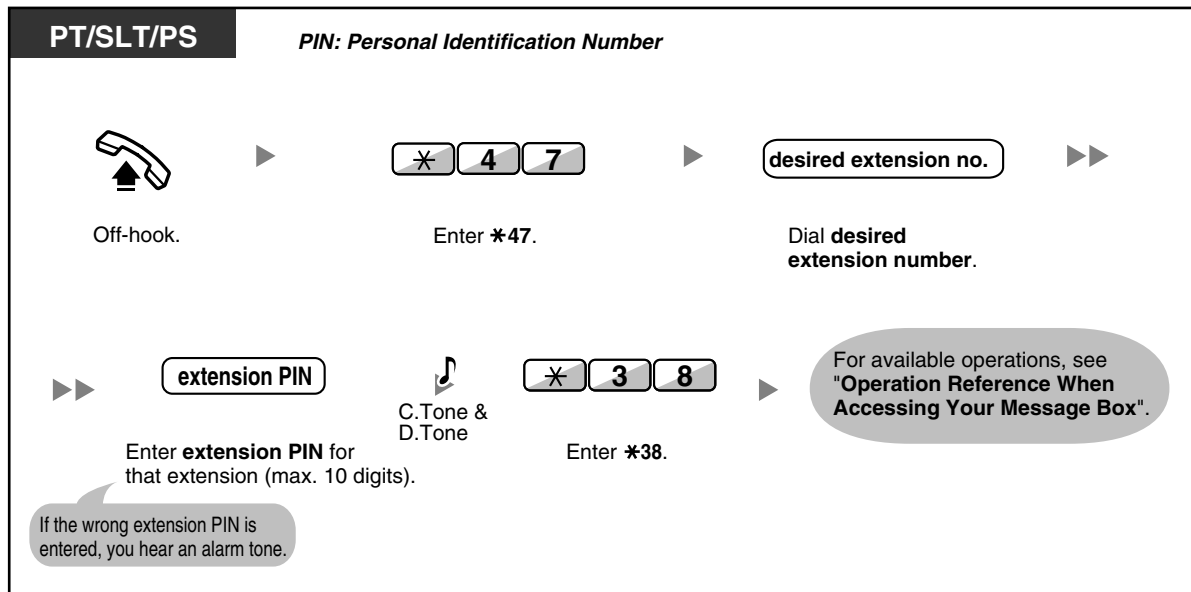 PT/SLT/PS
PIN: Personal Identification Number
* 4 7
desired extension no.
Off-hook.
Enter *47.
Dial desired
extension number.
extension PIN
C.Tone &
D.Tone
* 3 8
For available operations, see
"Operation Reference When
Accessing Your Message Box".
Enter extension PIN for
that extension (max. 10 digits).
Enter *38.
If the wrong extension PIN is
entered, you hear an alarm tone.